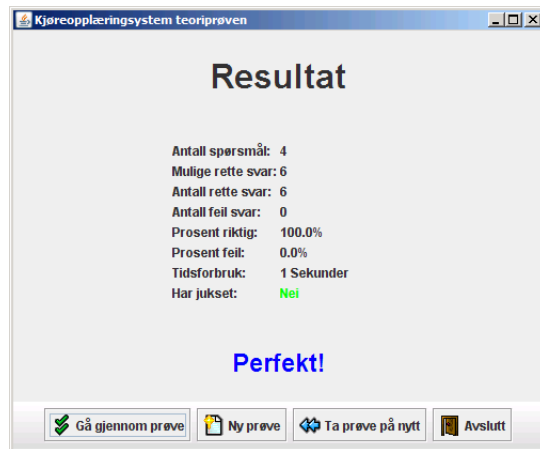 Kjøreopplæringsystem teoriprøven
Resultat
Antall spørsmål: 4
Mulige rette svar: 6
Antall rette svar: 6
Antall feil svar: 0
Prosent riktig: 100.0%
Prosent feil: 0.0%
Tidsforbruk: 1 Sekunder
Har jukset: Nei
Perfekt!
Gå gjennom prøve Ny prøve Ta prøve på nytt Avslutt